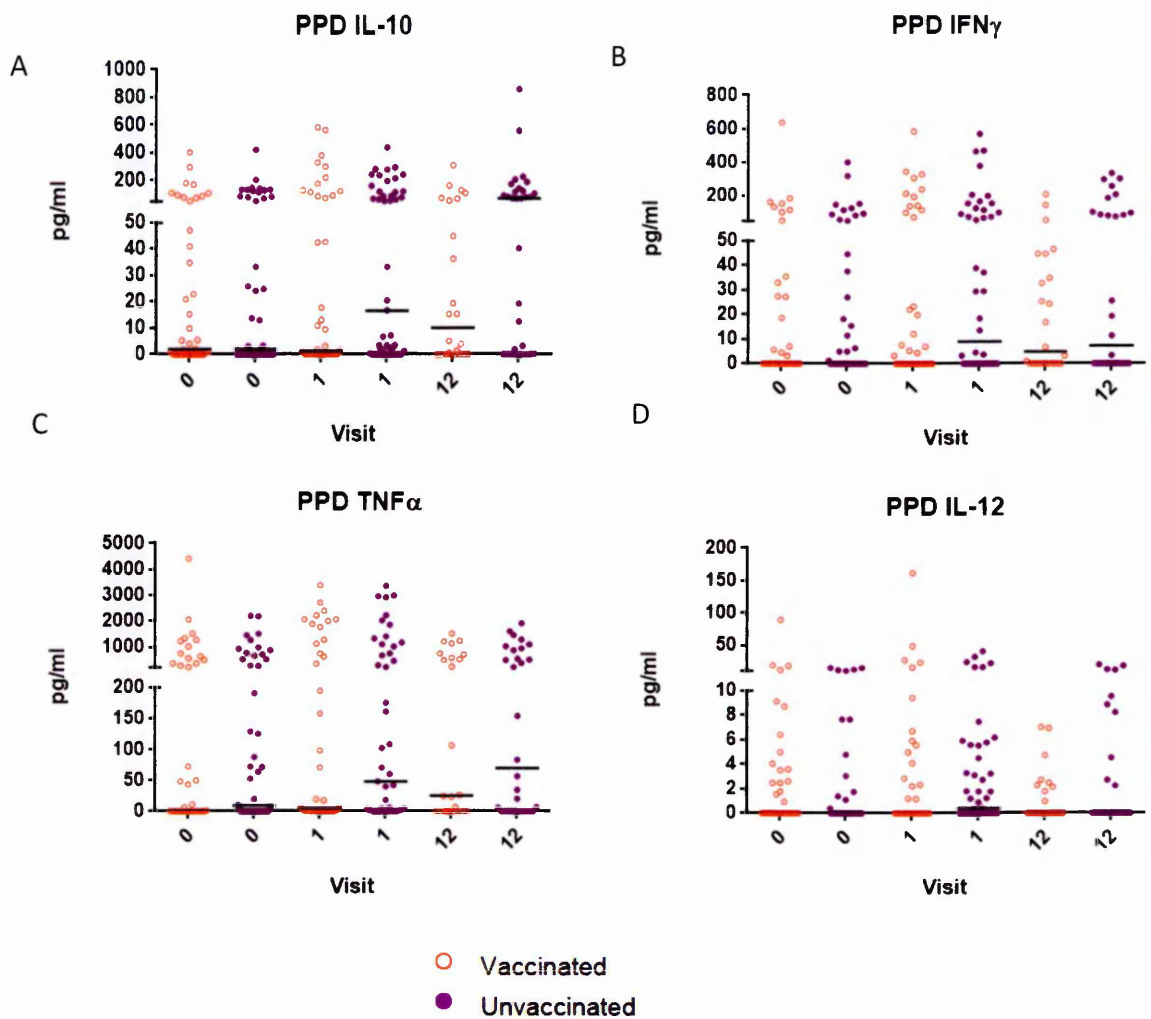 PPD IL-10
A
1000
800
600
400
200
50
40
30
20
10
0
pg/ml
0 0 1 1 12 12
Visit
PPD IFNγ
B
800
600
400
200
50
40
30
20
10
0
pg/ml
0 0 1 1 12 12
Visit
C
PPD TNFα
5000
4000
3000
2000
1000
200
150
100
50
0
pg/ml
0 0 1 1 12 12
Visit
D
PPD IL-12
200
150
100
50
10
8
6
4
2
0
pg/ml
0 0 1 1 12 12
Visit
Vaccinated
Unvaccinated